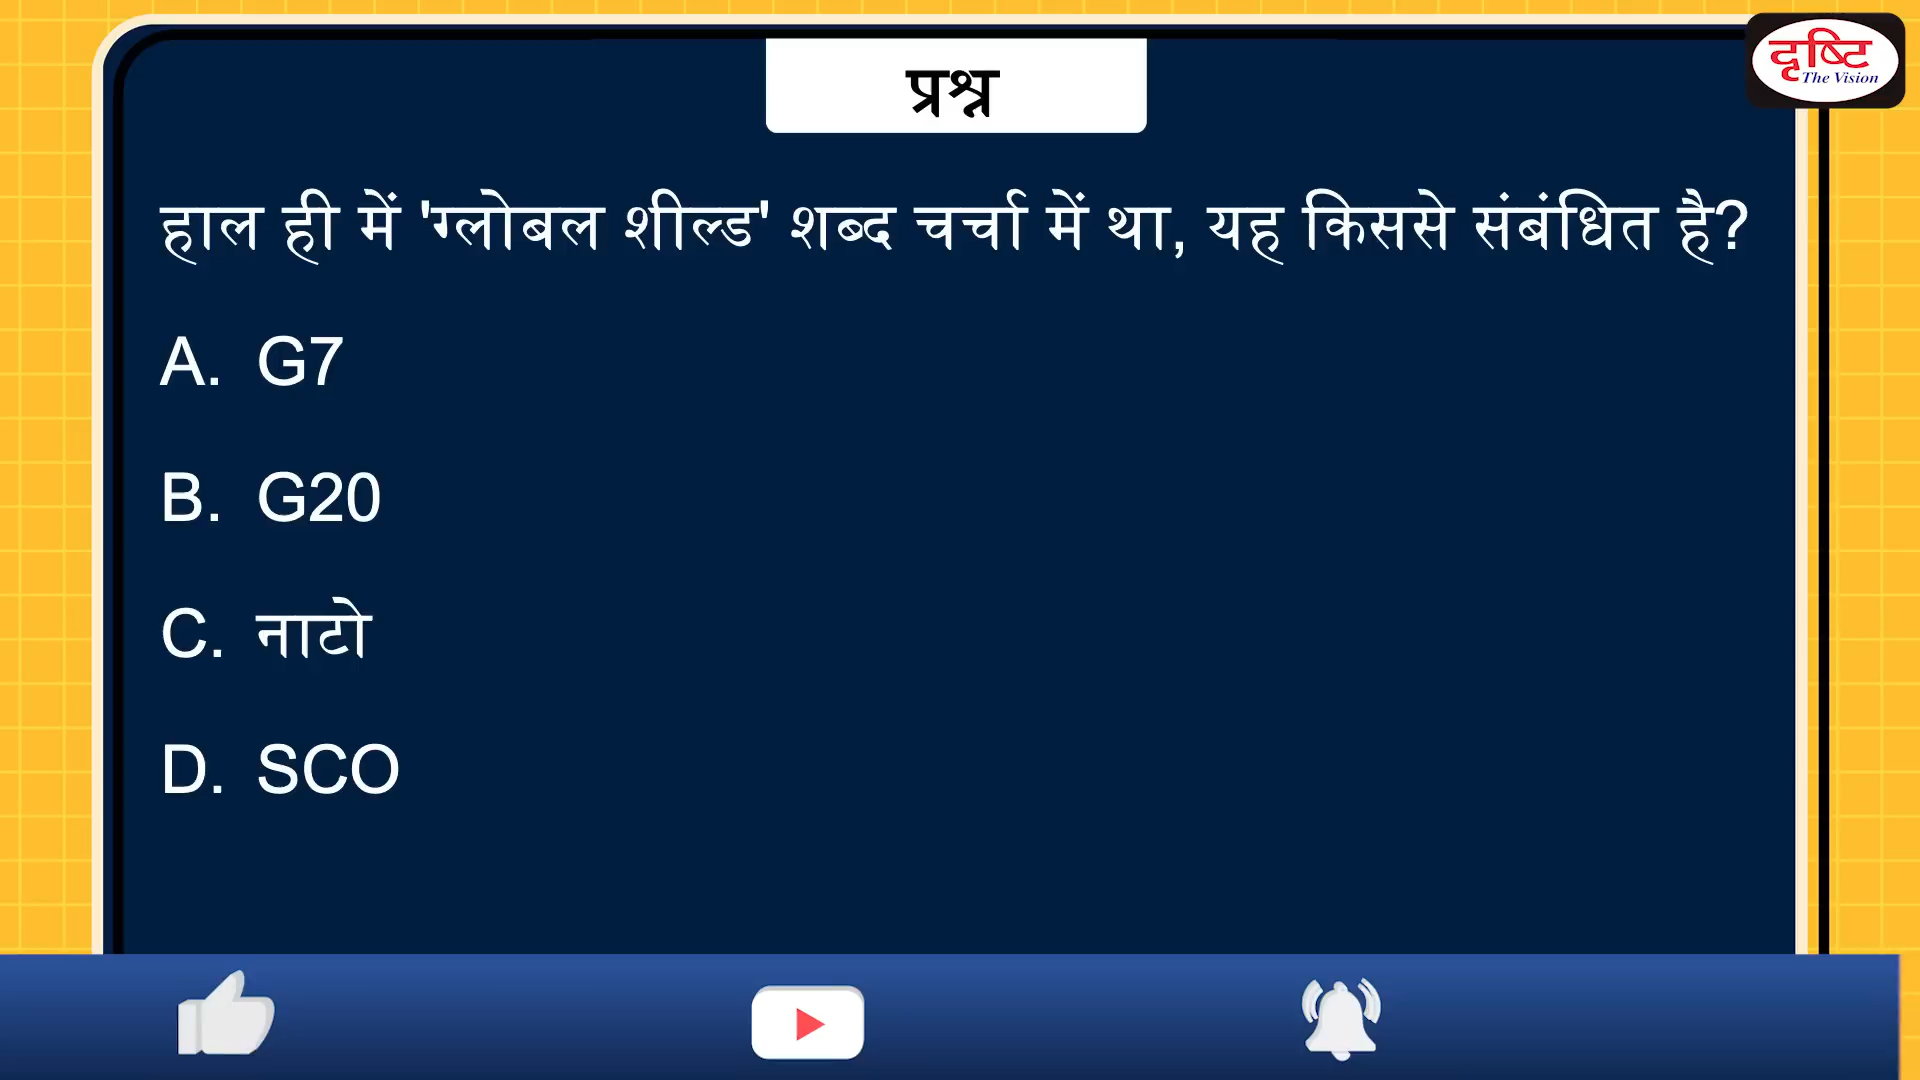 दृष्टि
The Vision
प्रश्न
हाल ही में 'ग्लोबल शील्ड' शब्द चर्चा में था, यह किससे संबंधित है?
A. G7
B. G20
C. नाटो
D. SCO